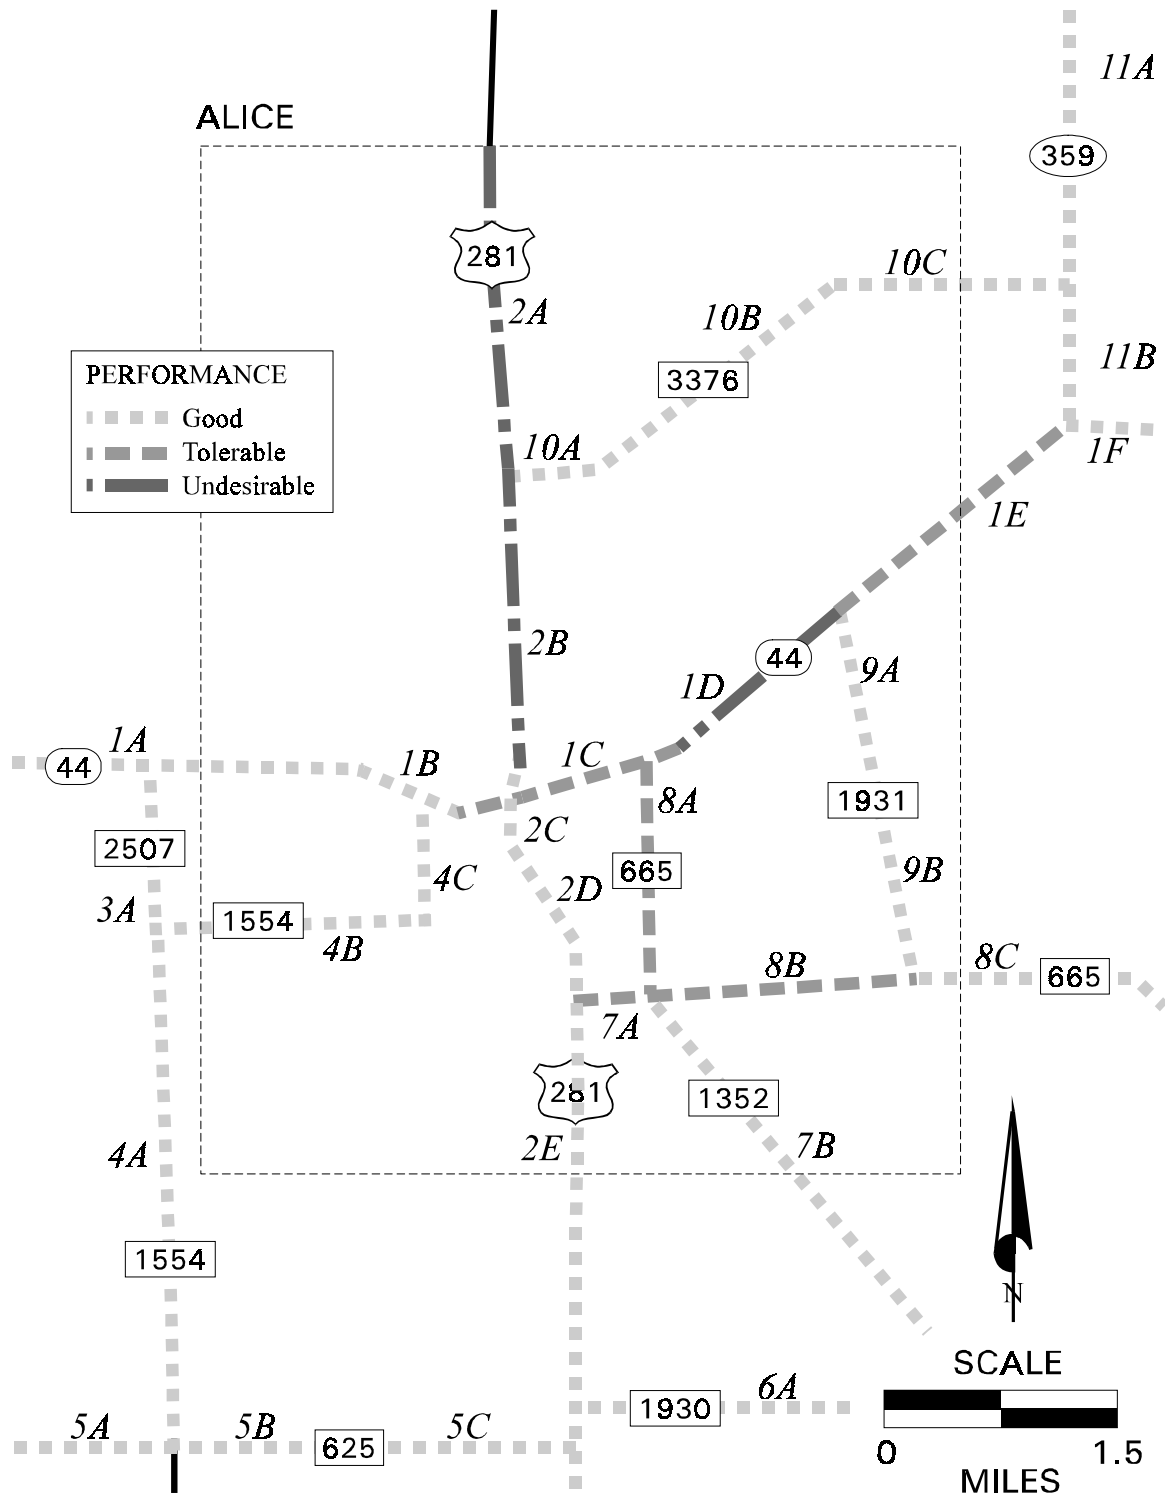 11A
ALICE
359
281
10C
2A
10B
11B
PERFORMANCE
3376
Good
10A
Tolerable
1F
Undesirable
1E
2B
44
9A
1D
1A
1C
44
1B
8A
1931
2C
2507
665
9B
4C
2D
3A
1554
4B
8B
8C
665
7A
281
1352
2E
7B
4A
1554
N
SCALE
6A
1930
5A
5B
5C
625
0 1.5
MILES